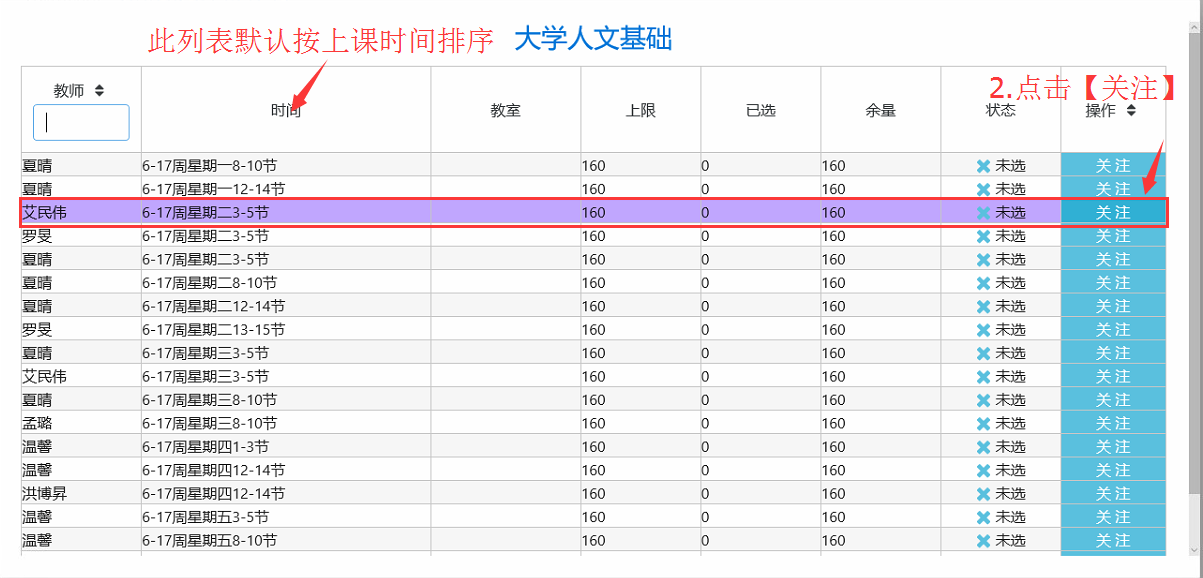 此列表默认按上课时间排序 大学人文基础
2.点击【关注】
教师 时间 教室 上限 已选 余量 状态 操作
夏晴 6-17周星期一8-10节 160 0 160 未选 关注
夏晴 6-17周星期一12-14节 160 0 160 未选 关注
艾民伟 6-17周星期二3-5节 160 0 160 未选 关注
罗旻 6-17周星期二3-5节 160 0 160 未选 关注
夏晴 6-17周星期二3-5节 160 0 160 未选 关注
夏晴 6-17周星期二8-10节 160 0 160 未选 关注
夏晴 6-17周星期二12-14节 160 0 160 未选 关注
罗旻 6-17周星期二13-15节 160 0 160 未选 关注
夏晴 6-17周星期三3-5节 160 0 160 未选 关注
艾民伟 6-17周星期三3-5节 160 0 160 未选 关注
夏晴 6-17周星期三8-10节 160 0 160 未选 关注
孟璐 6-17周星期三8-10节 160 0 160 未选 关注
温馨 6-17周星期四1-3节 160 0 160 未选 关注
温馨 6-17周星期四12-14节 160 0 160 未选 关注
洪博昇 6-17周星期四12-14节 160 0 160 未选 关注
温馨 6-17周星期五3-5节 160 0 160 未选 关注
温馨 6-17周星期五8-10节 160 0 160 未选 关注